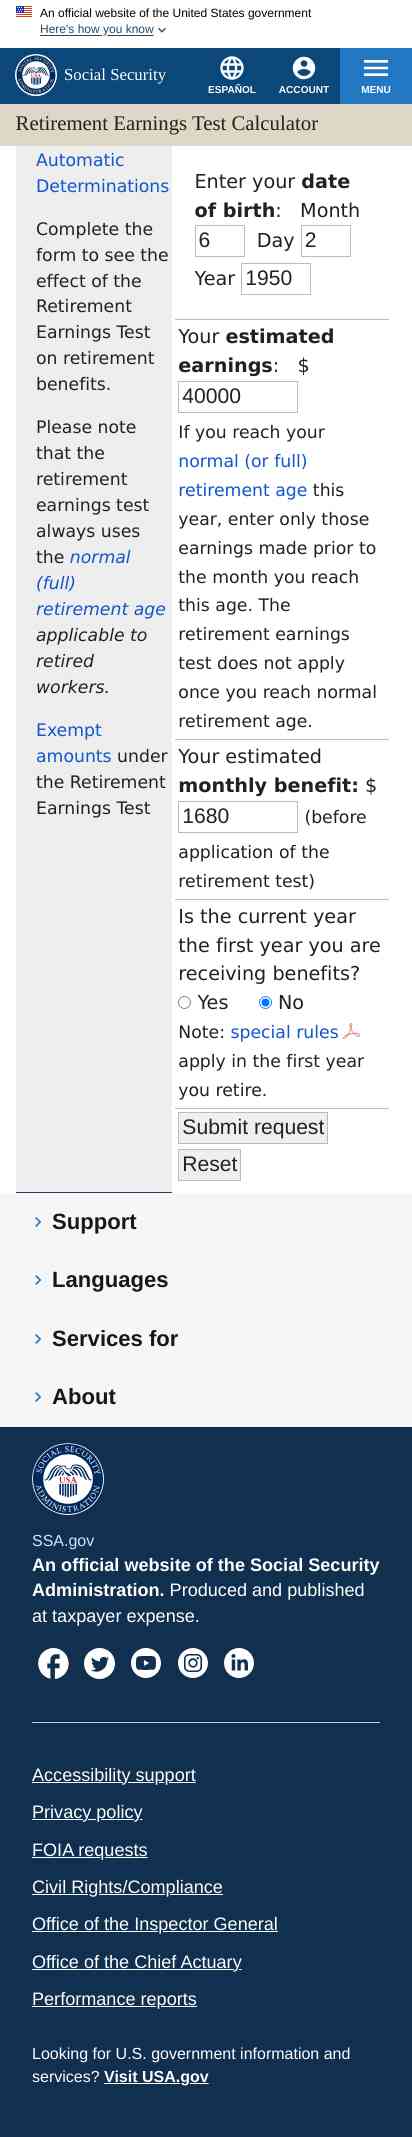 An official website of the United States government
Here's how you know
Social Security
ESPAÑOL
ACCOUNT
MENU
Retirement Earnings Test Calculator
Automatic
Determinations
Complete the
form to see the
effect of the
Retirement
Earnings Test
on retirement
benefits.
Please note
that the
retirement
earnings test
always uses
the normal
(full)
retirement age
applicable to
retired
workers.
Exempt
amounts under
the Retirement
Earnings Test
Enter your date
of birth: Month
6 Day 2
Year 1950
Your estimated
earnings: $
40000
If you reach your
normal (or full)
retirement age this
year, enter only those
earnings made prior to
the month you reach
this age. The
retirement earnings
test does not apply
once you reach normal
retirement age.
Your estimated
monthly benefit: $
1680 (before
application of the
retirement test)
Is the current year
the first year you are
receiving benefits?
Yes No
Note: special rules
apply in the first year
you retire.
Submit request
Reset
Support
Languages
Services for
About
SOCIAL SECURITY ADMINISTRATION
USA
SSA.gov
An official website of the Social Security
Administration. Produced and published
at taxpayer expense.
Accessibility support
Privacy policy
FOIA requests
Civil Rights/Compliance
Office of the Inspector General
Office of the Chief Actuary
Performance reports
Looking for U.S. government information and
services? Visit USA.gov